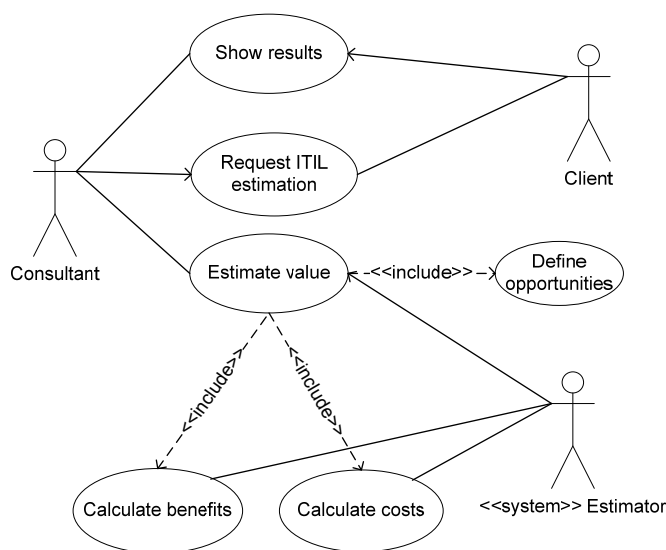 Show results
Request ITIL
estimation
Client
Consultant
Estimate value
<<include>>
Define
opportunities
<<include>>
<<include>>
Calculate benefits
Calculate costs
<<system>> Estimator